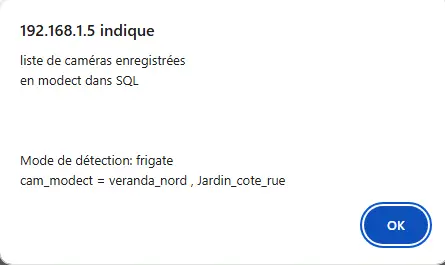 192.168.1.5 indique
liste de caméras enregistrées
en modect dans SQL
Mode de détection: frigate
cam_modect = veranda_nord , Jardin_cote_rue
OK